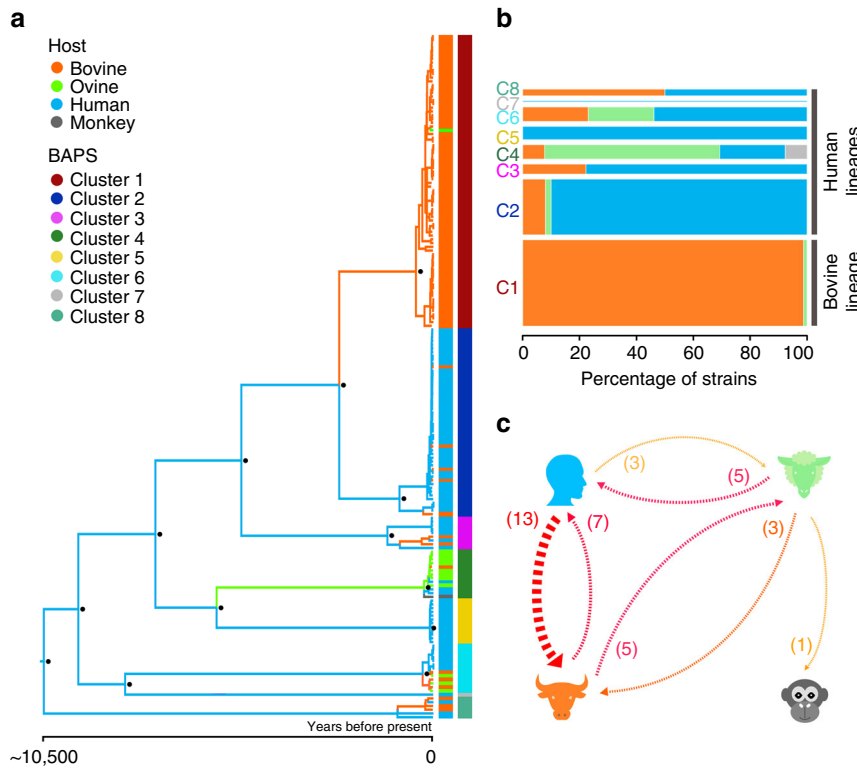 a
Host
Bovine
Ovine
Human
Monkey
BAPS
Cluster 1
Cluster 2
Cluster 3
Cluster 4
Cluster 5
Cluster 6
Cluster 7
Cluster 8
Years before present
~10,500
0
b
C8
C7
C6
C5
C4
C3
C2
C1
Human
lineages
Bovine
lineage
0
20
40
60
80
100
Percentage of strains
c
(3)
(5)
(13)
(7)
(3)
(5)
(1)